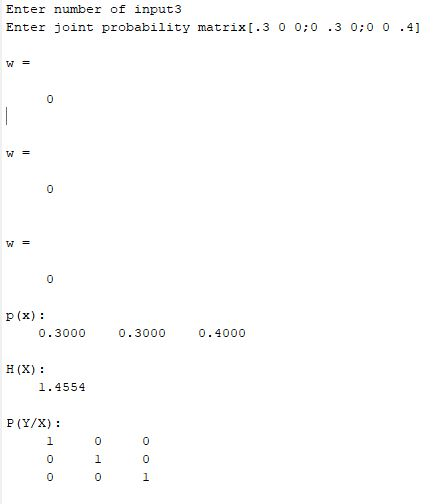 Enter number of input3
Enter joint probability matrix[.3 0 0;0 .3 0;0 0 .4]
w =
0
w =
0
w =
0
p(x):
0.3000 0.3000 0.4000
H(X):
1.4554
P(Y/X):
1 0 0
0 1 0
0 0 1